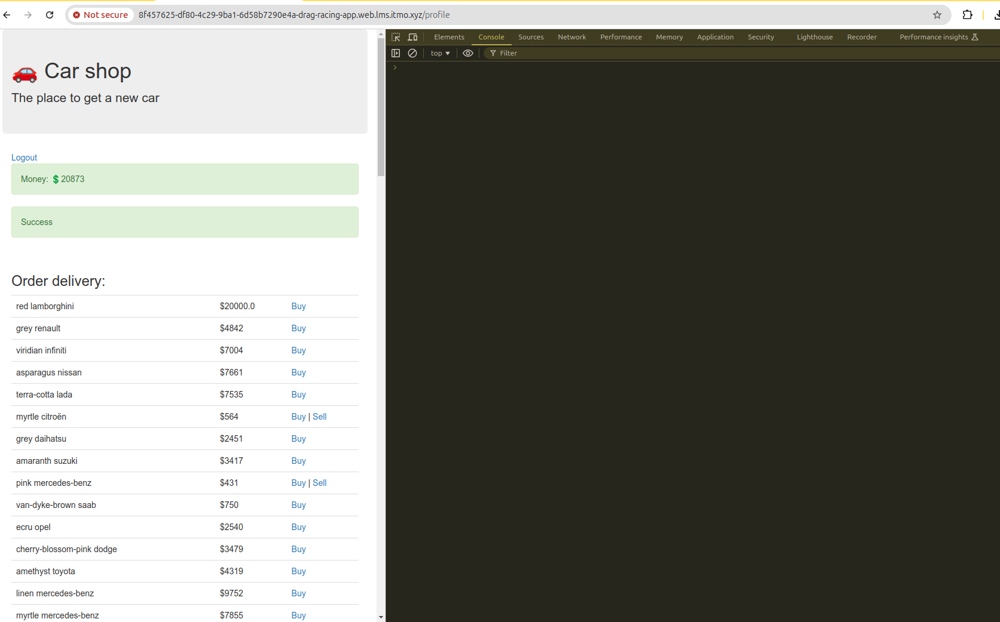 Not secure 8f457625-df80-4c29-9ba1-6d58b7290e4a-drag-racing-app.web.lms.itmo.xyz/profile
Elements Console Sources Network Performance Memory Application Security Lighthouse Recorder Performance insights
top Filter
Car shop
The place to get a new car
Logout
Money: 💲20873
Success
Order delivery:
red lamborghini $20000.0 Buy
grey renault $4842 Buy
viridian infiniti $7004 Buy
asparagus nissan $7661 Buy
terra-cotta lada $7535 Buy
myrtle citroën $564 Buy | Sell
grey daihatsu $2451 Buy
amaranth suzuki $3417 Buy
pink mercedes-benz $431 Buy | Sell
van-dyke-brown saab $750 Buy
ecru opel $2540 Buy
cherry-blossom-pink dodge $3479 Buy
amethyst toyota $4319 Buy
linen mercedes-benz $9752 Buy
myrtle mercedes-benz $7855 Buy